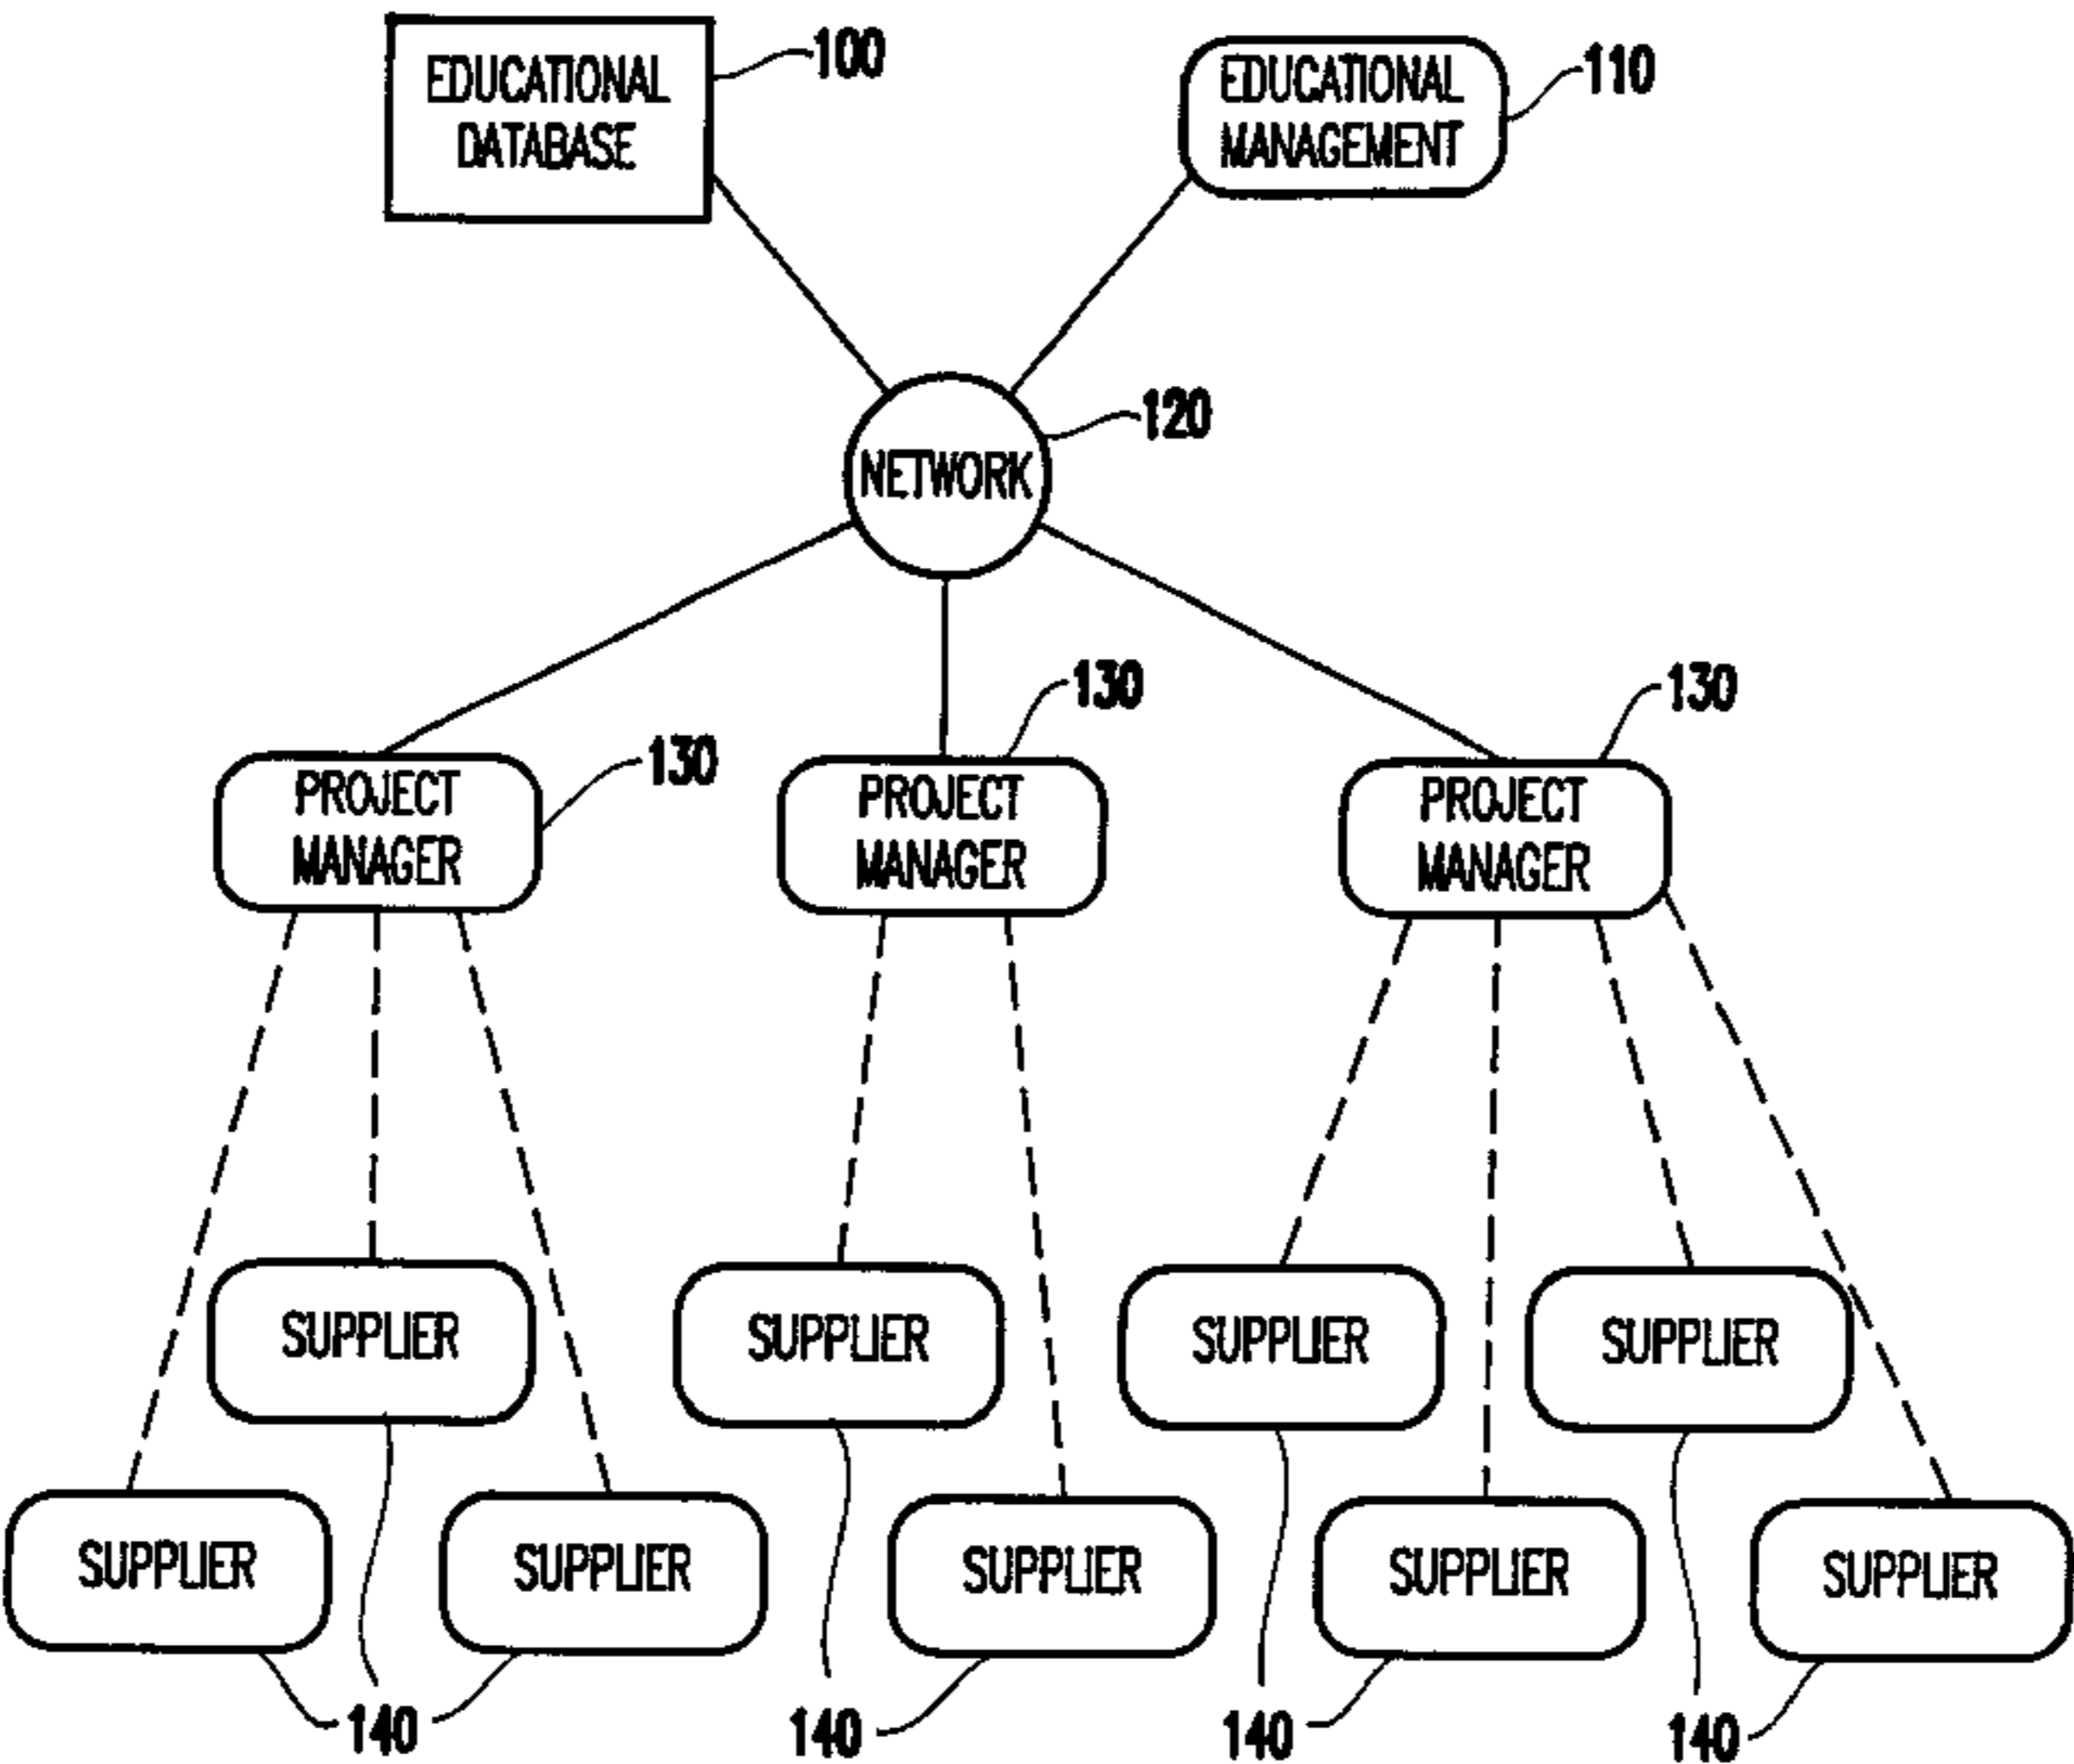 EDUCATIONAL
DATABASE
100
EDUCATIONAL
MANAGEMENT
110
NETWORK
120
PROJECT
MANAGER
130
PROJECT
MANAGER
130
PROJECT
MANAGER
130
SUPPLIER
SUPPLIER
SUPPLIER
SUPPLIER
SUPPLIER
SUPPLIER
SUPPLIER
SUPPLIER
SUPPLIER
140
140
140
140